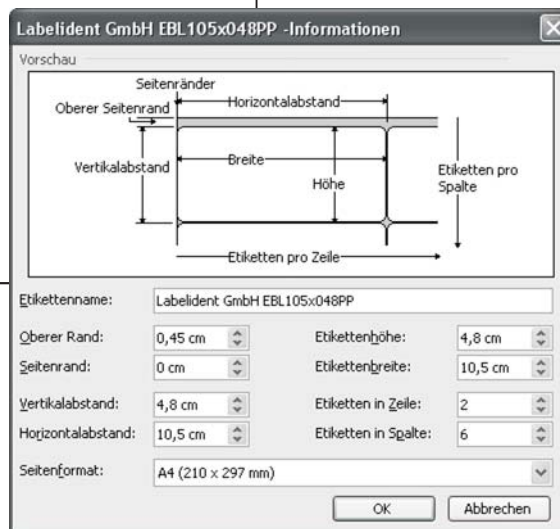 Labelident GmbH EBL105x048PP -Informationen
Vorschau
Seitenränder
Oberer Seitenrand
Horizontalabstand
Vertikalabstand
Breite
Höhe
Etiketten pro
Spalte
Etiketten pro Zeile
Etikettenname: Labelident GmbH EBL105x048PP
Oberer Rand: 0,45 cm Etikettenhöhe: 4,8 cm
Seitenrand: 0 cm Etikettenbreite: 10,5 cm
Vertikalabstand: 4,8 cm Etiketten in Zeile: 2
Horizontalabstand: 10,5 cm Etiketten in Spalte: 6
Seitenformat: A4 (210 x 297 mm)
OK Abbrechen